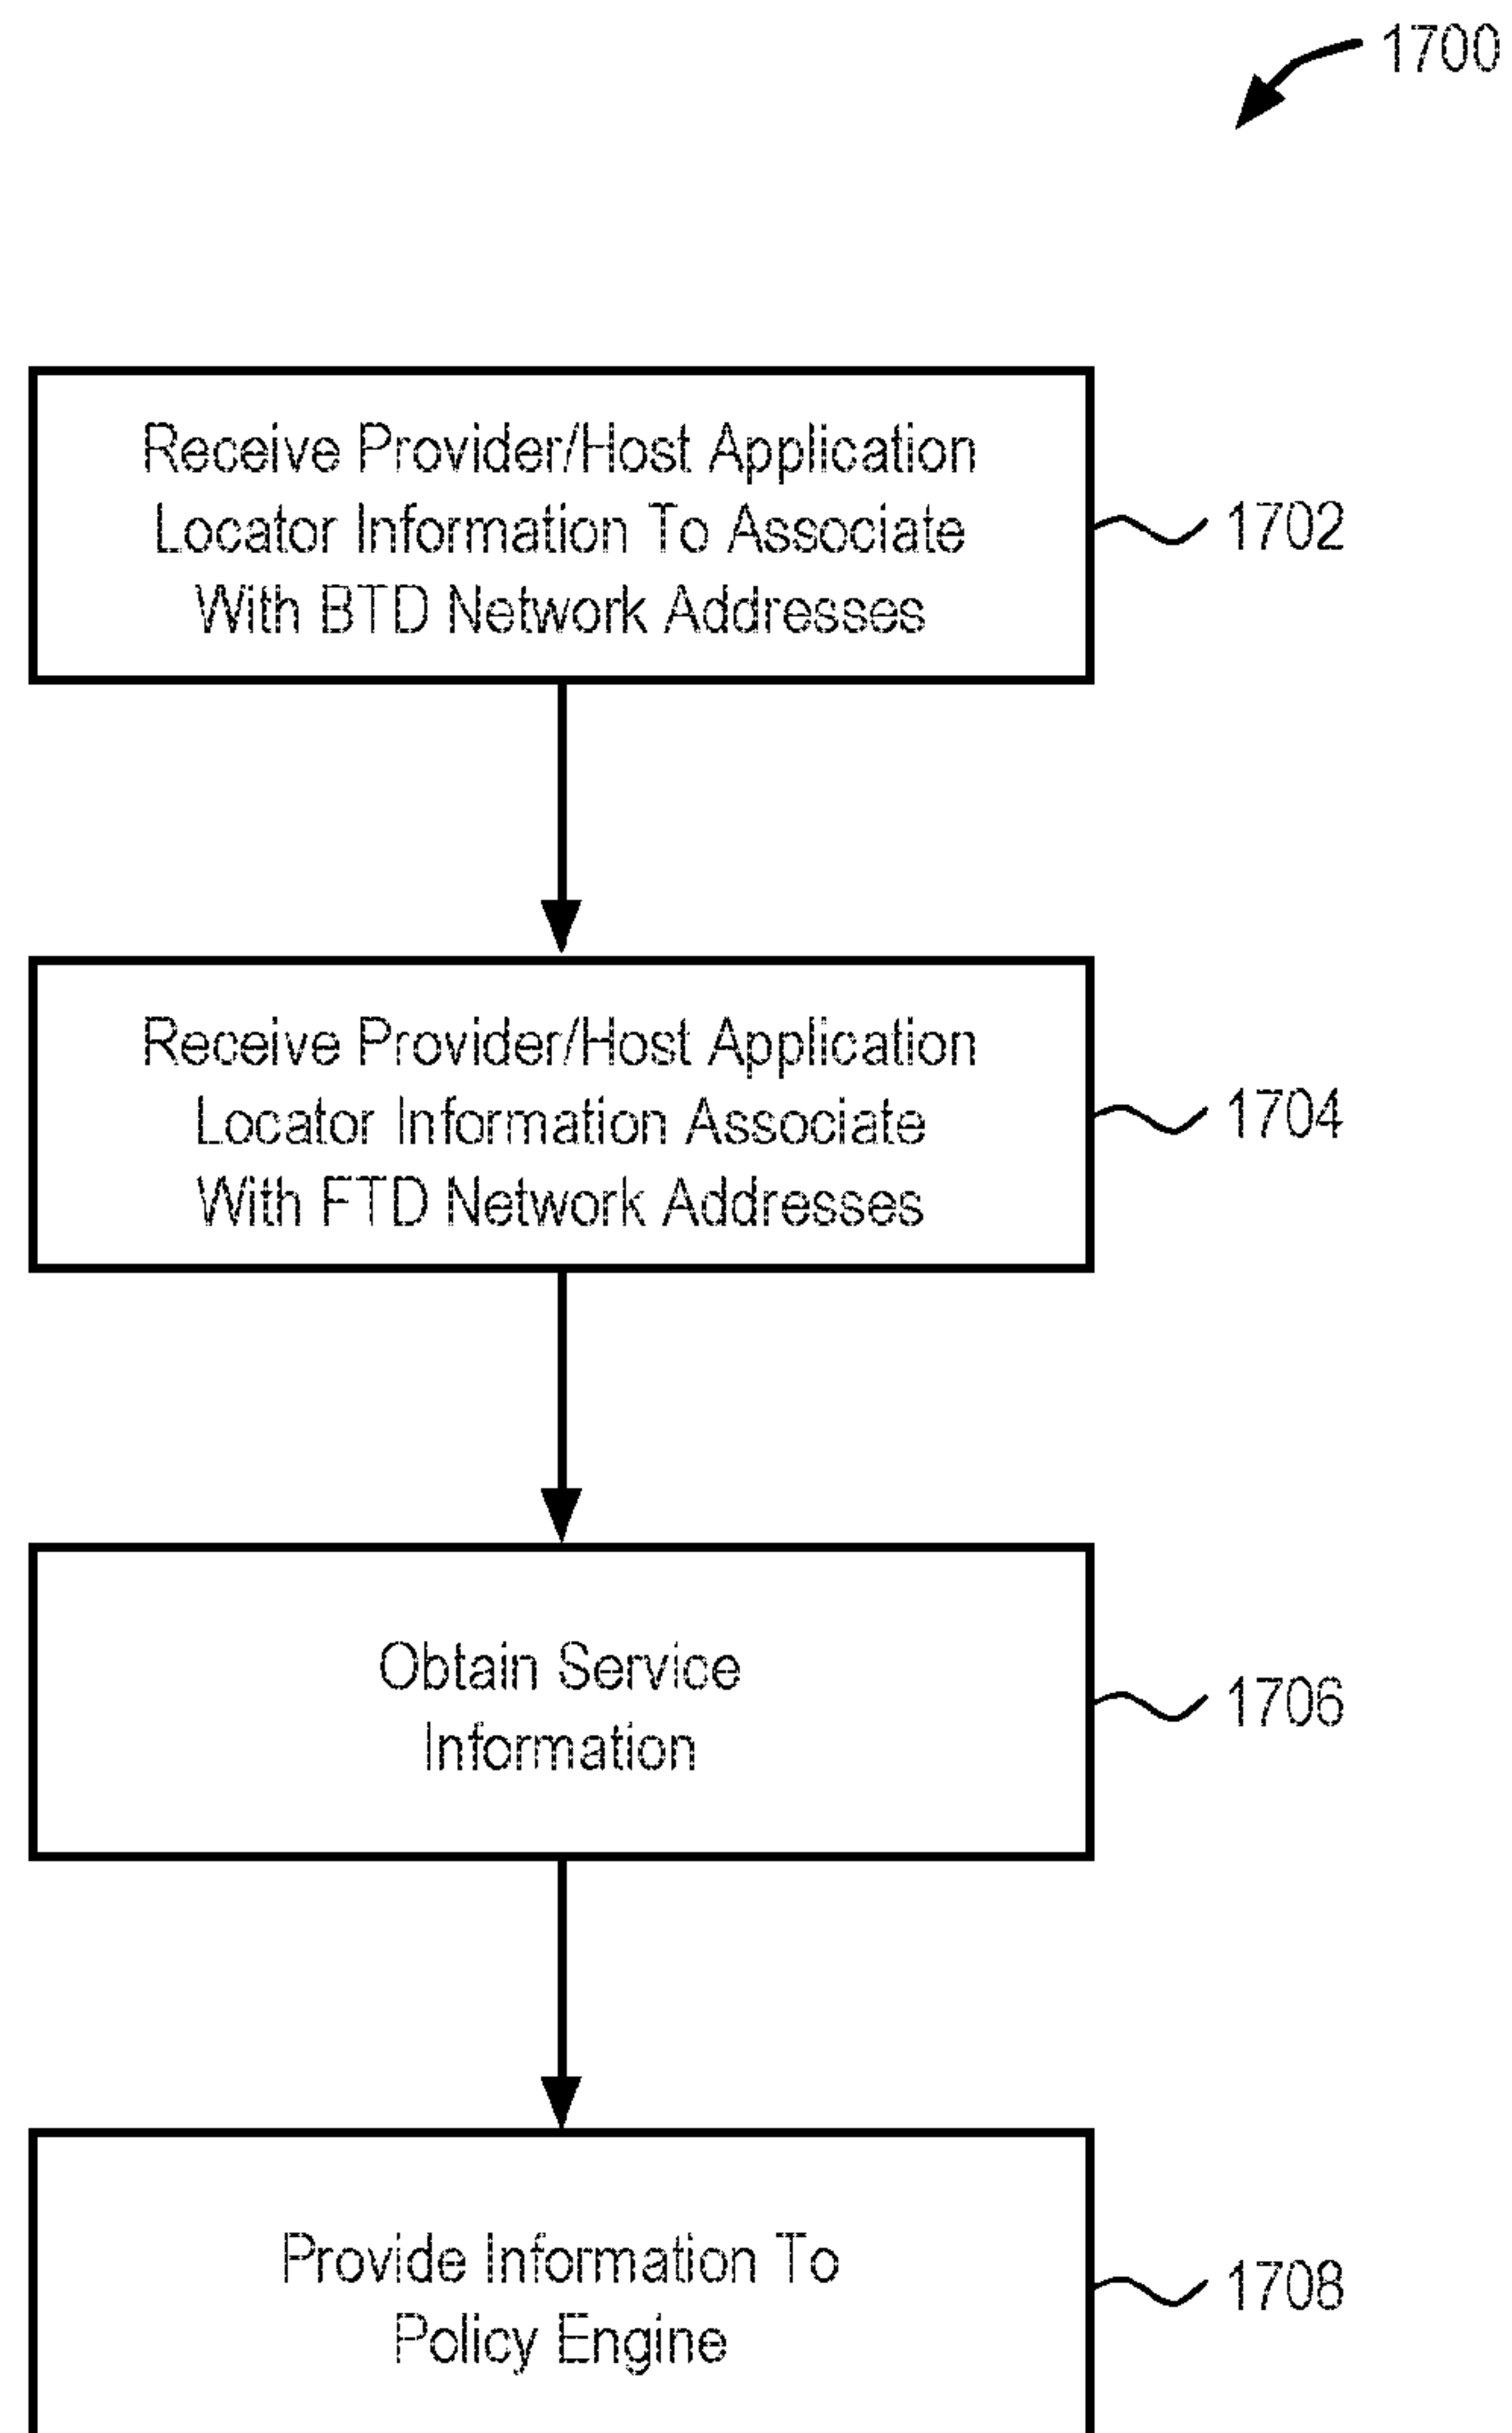 1700
Receive Provider/Host Application
Locator Information To Associate
With BTD Network Addresses
1702
Receive Provider/Host Application
Locator Information Associate
With FTD Network Addresses
1704
Obtain Service
Information
1706
Provide Information To
Policy Engine
1708